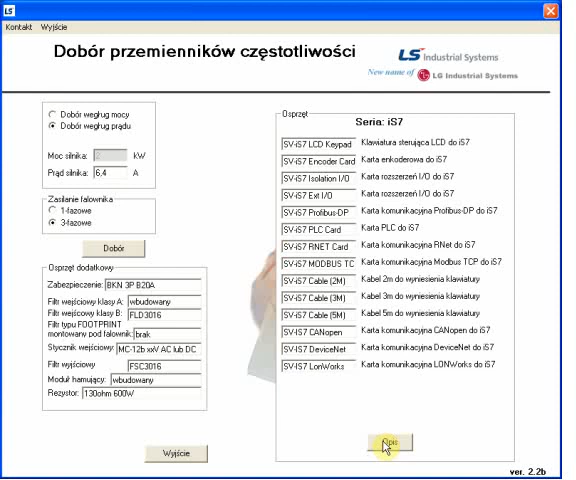 LS
Kontakt Wyjście
Dobór przemienników częstotliwości
LS Industrial Systems
New name of LG Industrial Systems
Dobór wegług mocy
Dobór wegług prądu
Moc silnika: 2 kW
Prąd silnika: 6,4 A
Zasilanie falownika
1-fazowe
3-fazowe
Dobór
Osprzęt dodatkowy
Zabezpieczenie: BKN 3P B20A
Filtr wejściowy klasy A: wbudowany
Filtr wejściowy klasy B: FLD3016
Filtr typu FOOTPRINT
montowany pod falownik: brak
Stycznik wejściowy: MC-12b xxV AC lub DC
Filtr wyjściowy FSC3016
Moduł hamujący: wbudowany
Rezystor: 130ohm 600W
Wyjście
Osprzęt
Seria: iS7
SV-iS7 LCD Keypad Klawiatura sterująca LCD do iS7
SV-iS7 Encoder Card Karta enkoderowa do iS7
SV-iS7 Isolation I/O Karta rozszerzeń I/O do iS7
SV-iS7 Ext I/O Karta rozszerzeń I/O do iS7
SV-iS7 Profibus-DP Karta komunikacyjna Profibus-DP do iS7
SV-iS7 PLC Card Karta PLC do iS7
SV-iS7 RNET Card Karta komunikacyjna RNet do iS7
SV-iS7 MODBUS TC Karta komunikacyjna Modbus TCP do iS7
SV-iS7 Cable (2M) Kabel 2m do wyniesienia klawiatury
SV-iS7 Cable (3M) Kabel 3m do wyniesienia klawiatury
SV-iS7 Cable (5M) Kabel 5m do wyniesienia klawiatury
SV-IS7 CANopen Karta komunikacyjna CANopen do iS7
SV-IS7 DeviceNet Karta komunikacyjna DeviceNet do iS7
SV-IS7 LonWorks Karta komunikacyjna LONWorks do iS7
Opis
ver. 2.2b